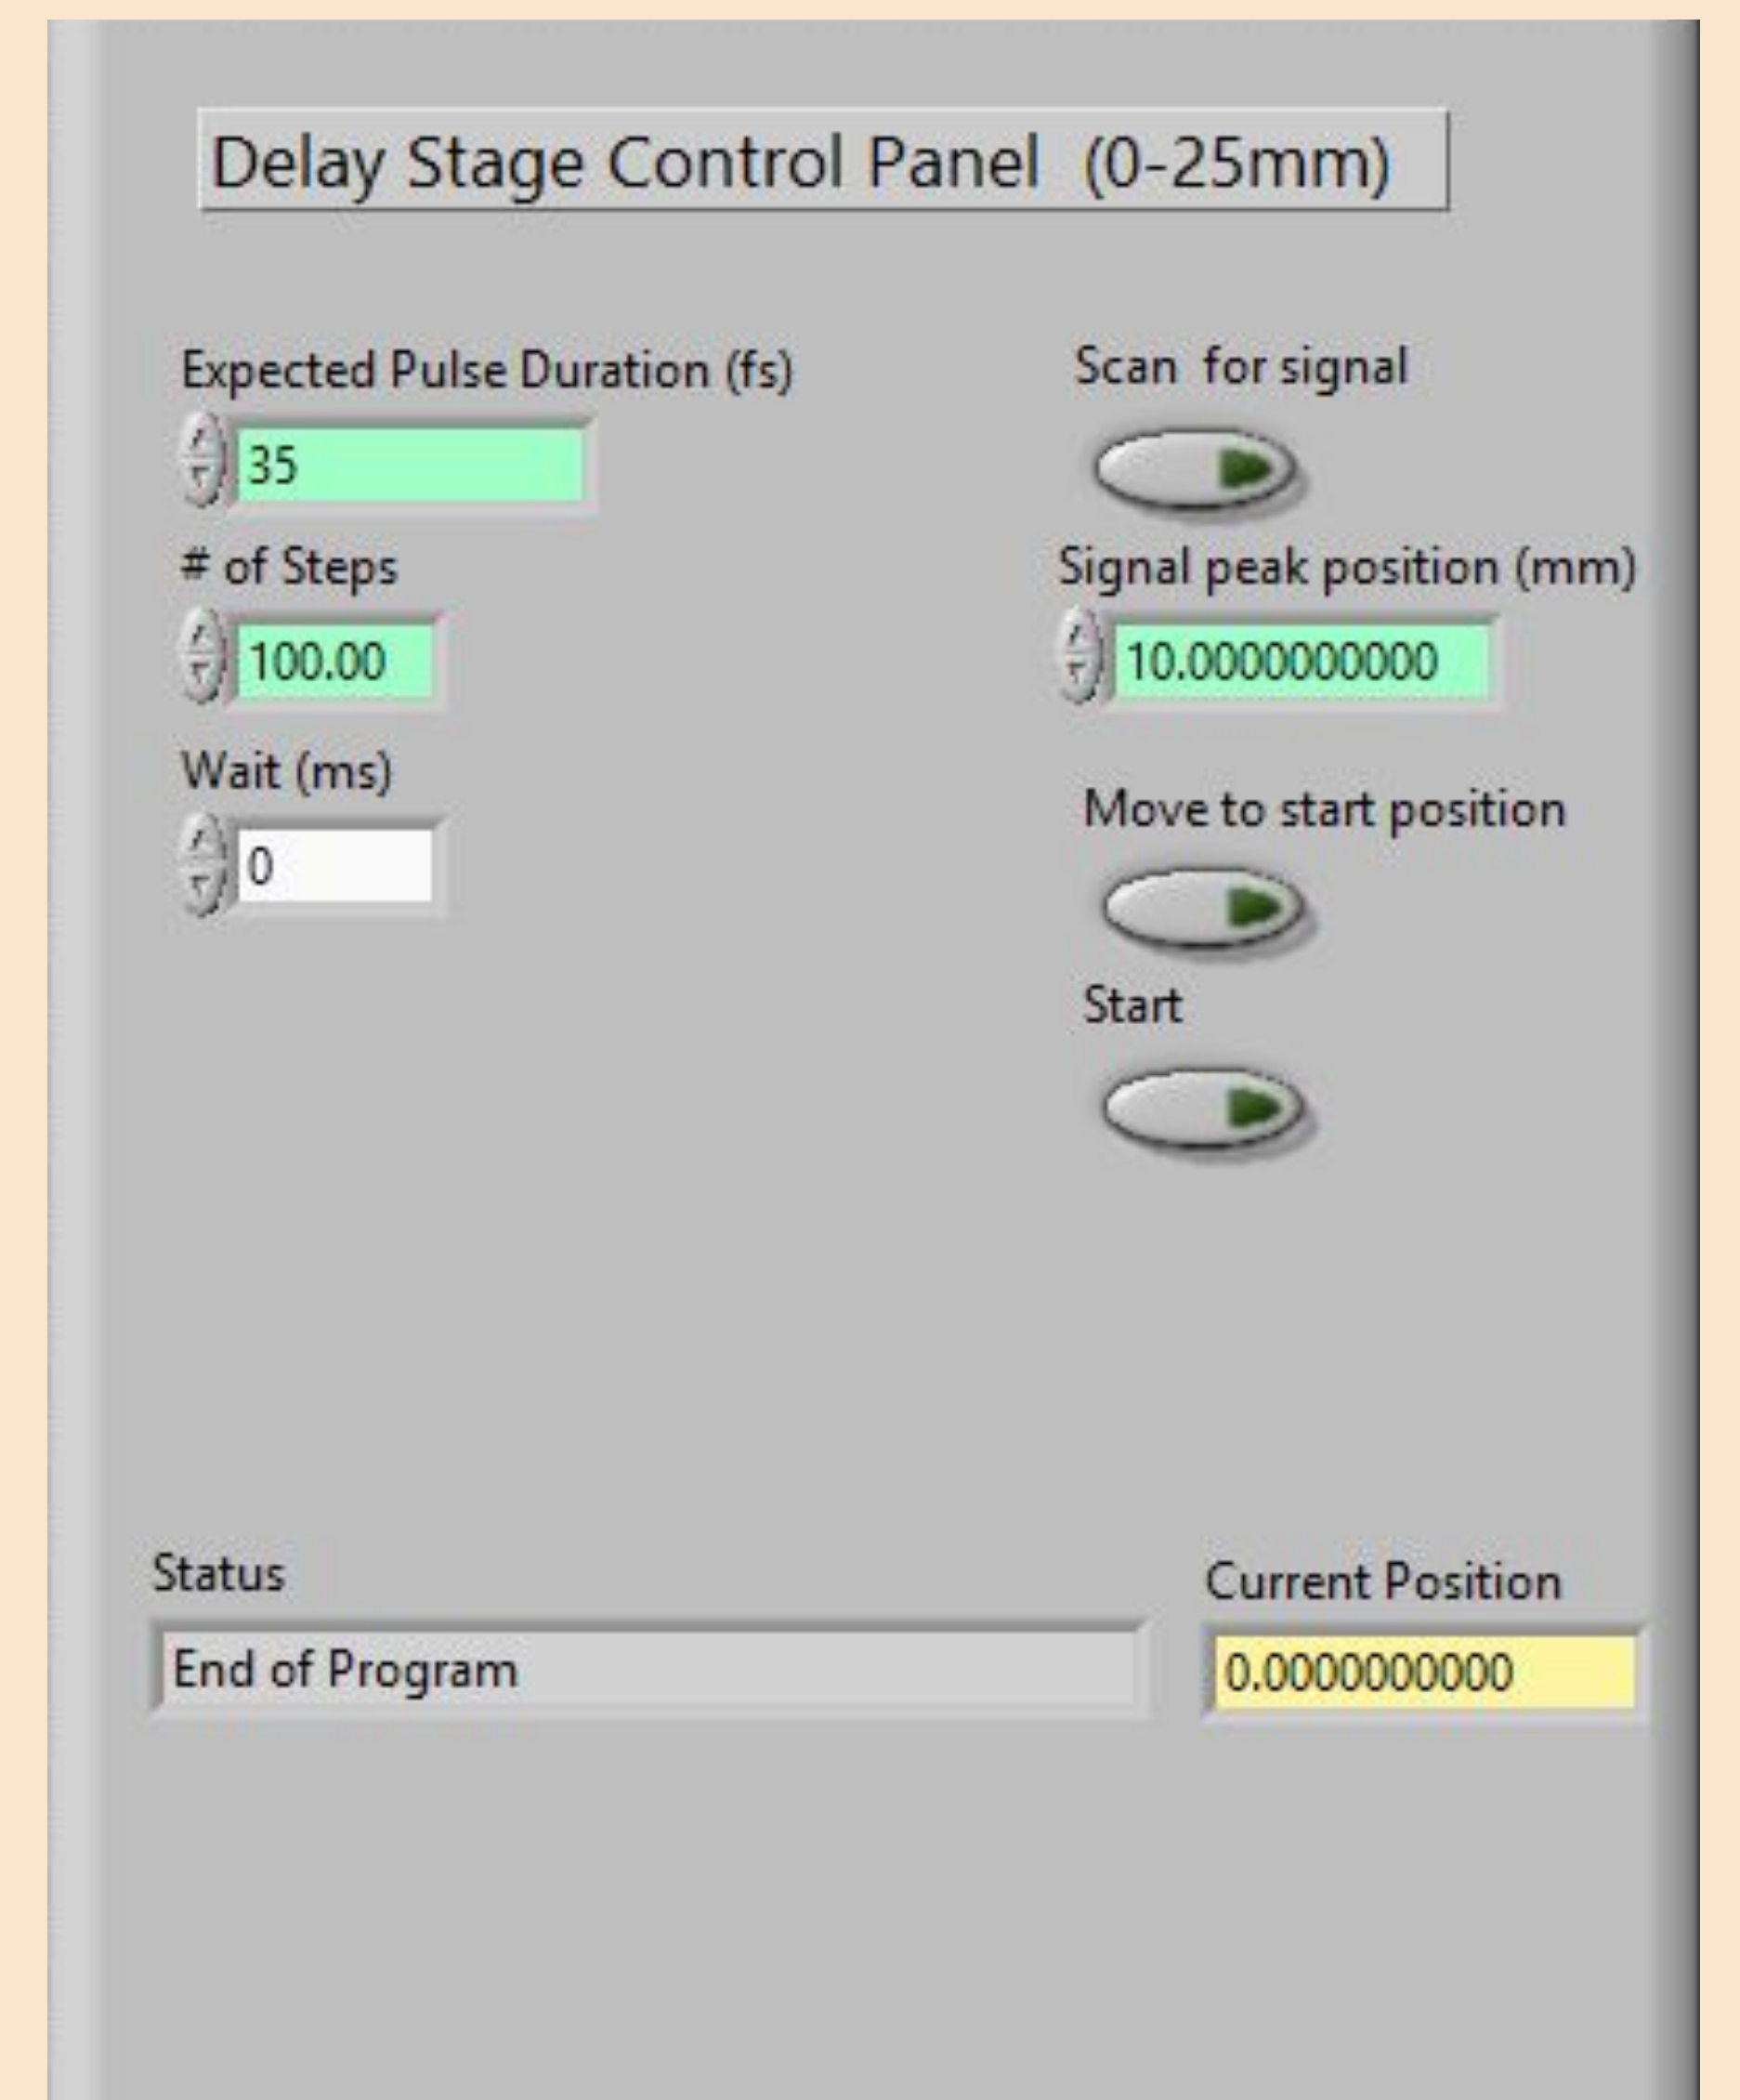 Delay Stage Control Panel  (0-25mm)
Expected Pulse Duration (fs)
35
# of Steps
100.00
Wait (ms)
0
Scan  for signal
Signal peak position (mm)
10.0000000000
Move to start position
Start
Status
End of Program
Current Position
0.0000000000